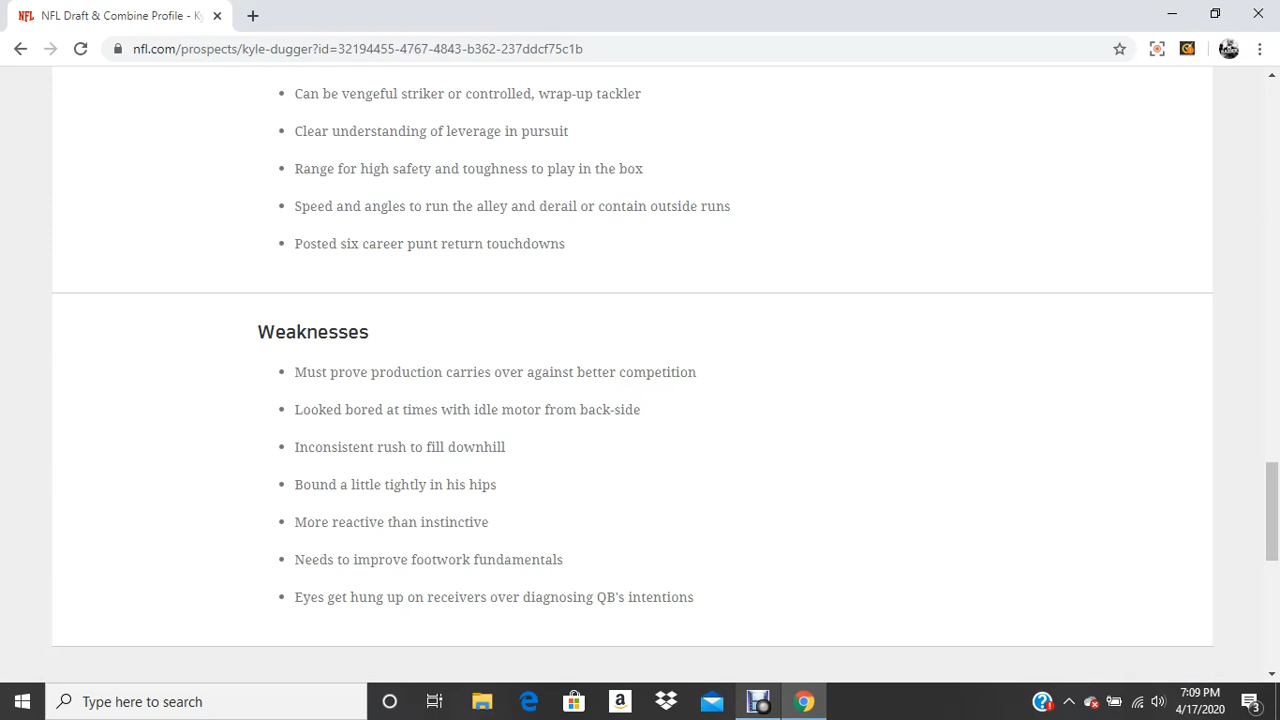 NFL Draft & Combine Profile - Ky
nfl.com/prospects/kyle-dugger?id=32194455-4767-4843-b362-237ddcf75c1b
Can be vengeful striker or controlled, wrap-up tackler
Clear understanding of leverage in pursuit
Range for high safety and toughness to play in the box
Speed and angles to run the alley and derail or contain outside runs
Posted six career punt return touchdowns
Weaknesses
Must prove production carries over against better competition
Looked bored at times with idle motor from back-side
Inconsistent rush to fill downhill
Bound a little tightly in his hips
More reactive than instinctive
Needs to improve footwork fundamentals
Eyes get hung up on receivers over diagnosing QB's intentions
Type here to search
7:09 PM
4/17/2020
3